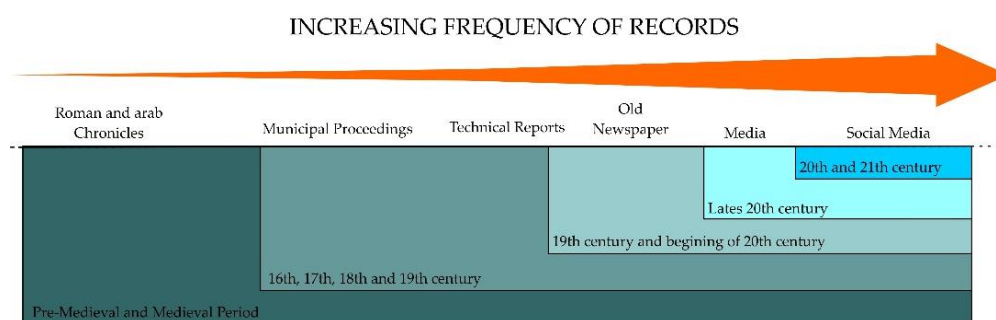 INCREASING FREQUENCY OF RECORDS
Roman and arab
Chronicles
Municipal Proceedings
Technical Reports
Old
Newspaper
Media
Social Media
20th and 21th century
Lates 20th century
19th century and begining of 20th century
16th, 17th, 18th and 19th century
Pre-Medieval and Medieval Period